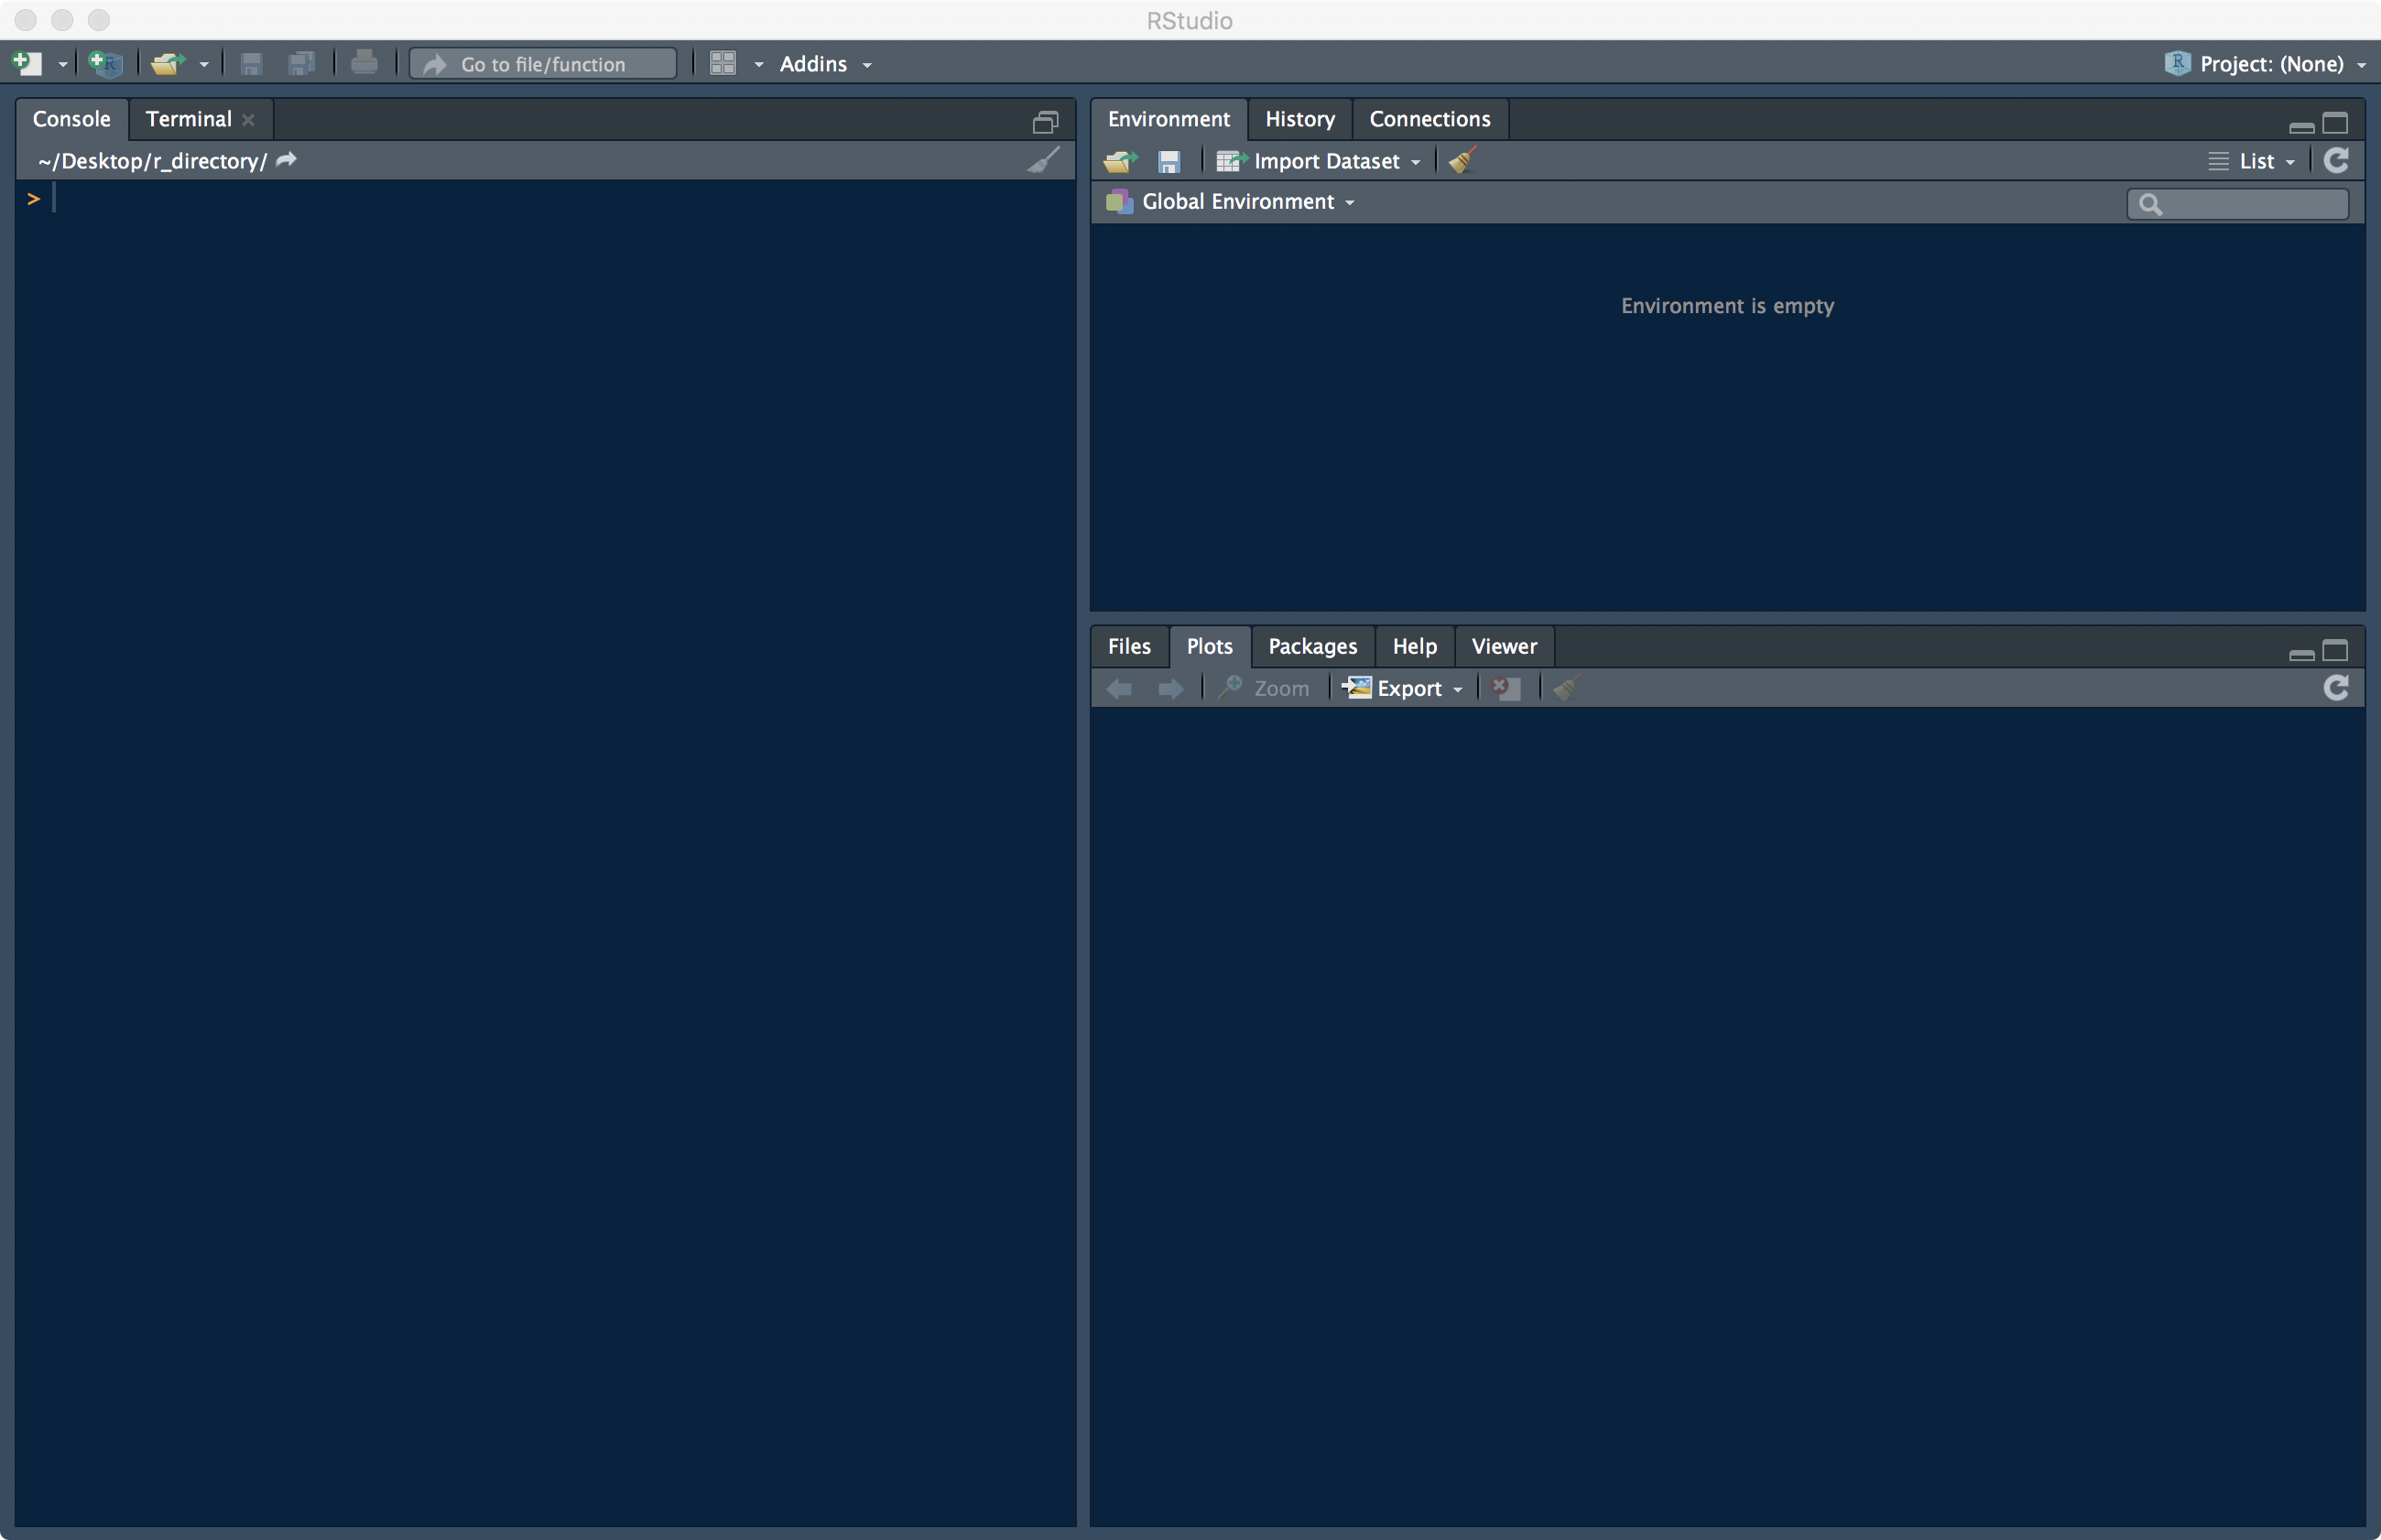 RStudio
Go to file/function
Addins
R Project: (None)
Console Terminal
~/Desktop/r_directory/
>
Environment History Connections
Import Dataset
List
Global Environment
Environment is empty
Files Plots Packages Help Viewer
Zoom Export